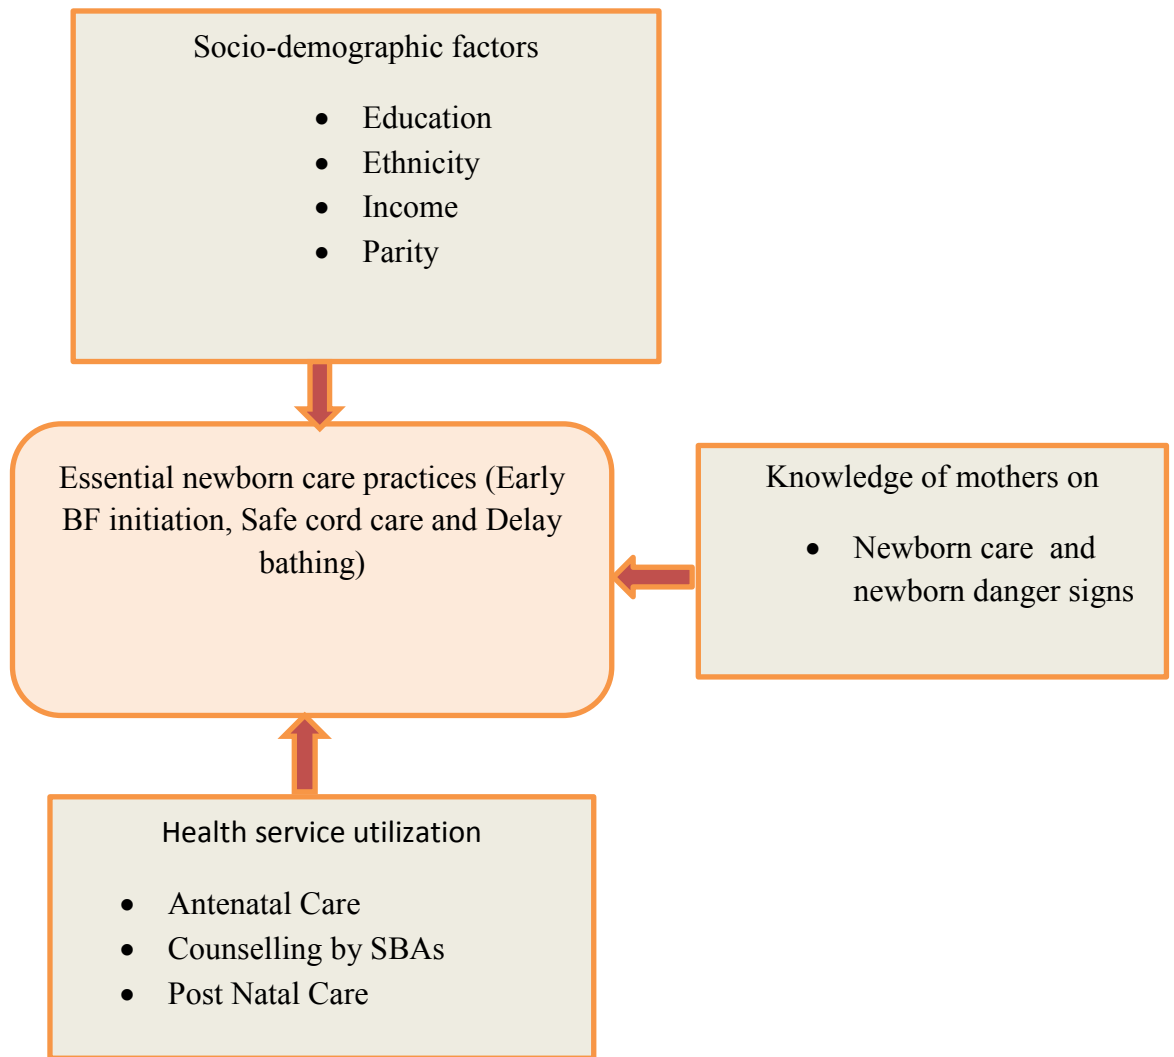 Socio-demographic factors
• Education
• Ethnicity
• Income
• Parity
Essential newborn care practices (Early
BF initiation, Safe cord care and Delay
bathing)
Knowledge of mothers on
• Newborn care and
newborn danger signs
Health service utilization
• Antenatal Care
• Counselling by SBAs
• Post Natal Care